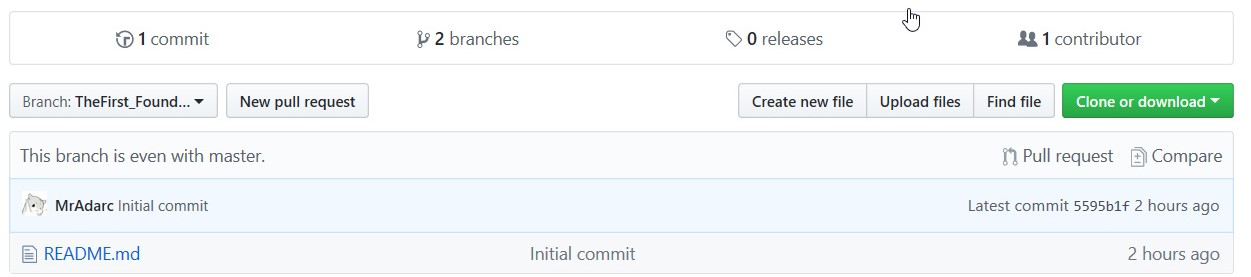 1 commit 2 branches 0 releases 1 contributor
Branch: TheFirst_Found... New pull request Create new file Upload files Find file Clone or download
This branch is even with master. Pull request Compare
MrAdarc Initial commit Latest commit 5595b1f 2 hours ago
README.md Initial commit 2 hours ago